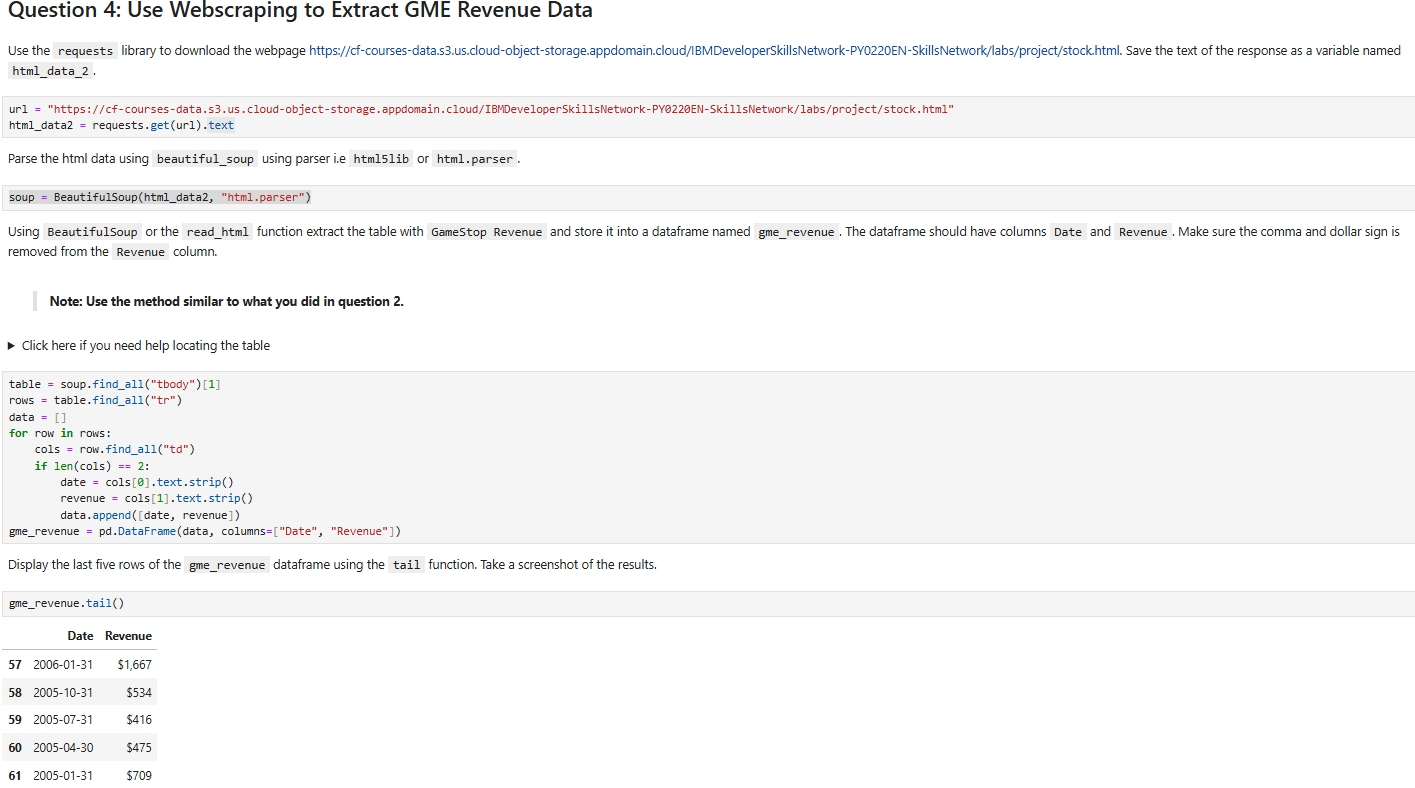 Question 4: Use Webscraping to Extract GME Revenue Data
Use the requests library to download the webpage https://cf-courses-data.s3.us.cloud-object-storage.appdomain.cloud/IBMDeveloperSkillsNetwork-PY0220EN-SkillsNetwork/labs/project/stock.html. Save the text of the response as a variable named
html_data_2.
url = "https://cf-courses-data.s3.us.cloud-object-storage.appdomain.cloud/IBMDeveloperSkillsNetwork-PY0220EN-SkillsNetwork/labs/project/stock.html"
html_data2 = requests.get(url).text
Parse the html data using beautiful_soup using parser i.e html5lib or html.parser.
soup = BeautifulSoup(html_data2, "html.parser")
Using BeautifulSoup or the read_html function extract the table with GameStop Revenue and store it into a dataframe named gme_revenue. The dataframe should have columns Date and Revenue. Make sure the comma and dollar sign is
removed from the Revenue column.
Note: Use the method similar to what you did in question 2.
▶ Click here if you need help locating the table
table = soup.find_all("tbody")[1]
rows = table.find_all("tr")
data = []
for row in rows:
    cols = row.find_all("td")
    if len(cols) == 2:
        date = cols[0].text.strip()
        revenue = cols[1].text.strip()
        data.append([date, revenue])
gme_revenue = pd.DataFrame(data, columns=["Date", "Revenue"])
Display the last five rows of the gme_revenue dataframe using the tail function. Take a screenshot of the results.
gme_revenue.tail()
Date Revenue
57 2006-01-31 $1,667
58 2005-10-31 $534
59 2005-07-31 $416
60 2005-04-30 $475
61 2005-01-31 $709